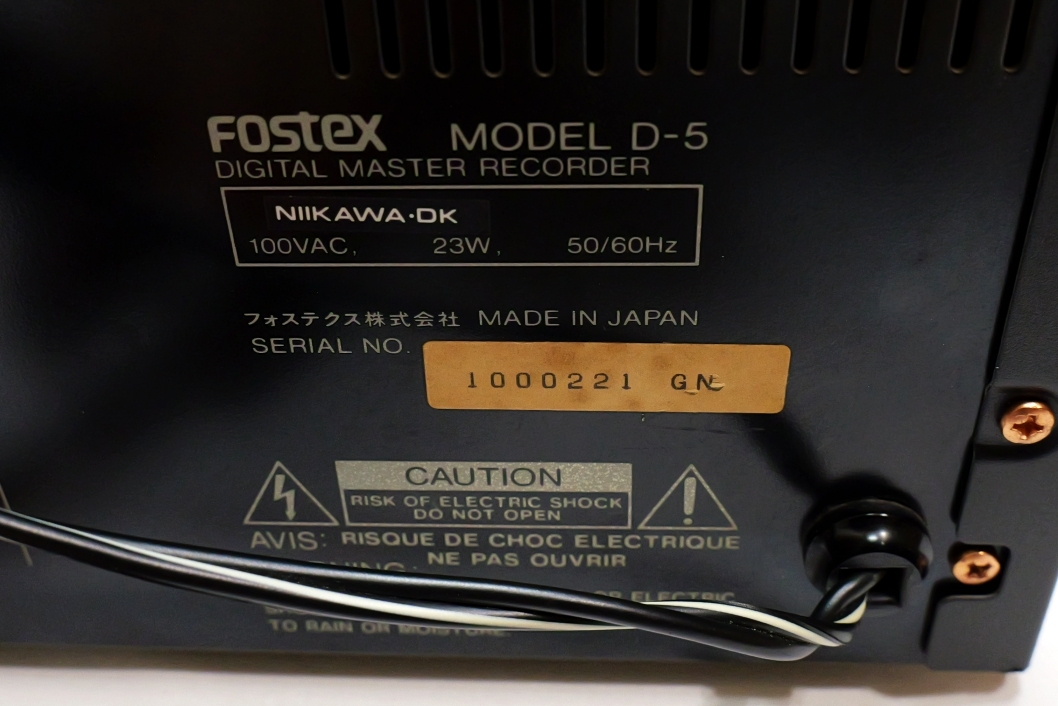 FOSTEX MODEL D-5
DIGITAL MASTER RECORDER
NIIKAWA·DK
100VAC, 23W, 50/60Hz
フォステクス株式会社 MADE IN JAPAN
SERIAL NO. 1000221 GN
CAUTION
RISK OF ELECTRIC SHOCK
DO NOT OPEN
AVIS: RISQUE DE CHOC ELECTRIQUE
NE PAS OUVRIR
OR ELECTRIC
TO RAIN OR MOISTURE.